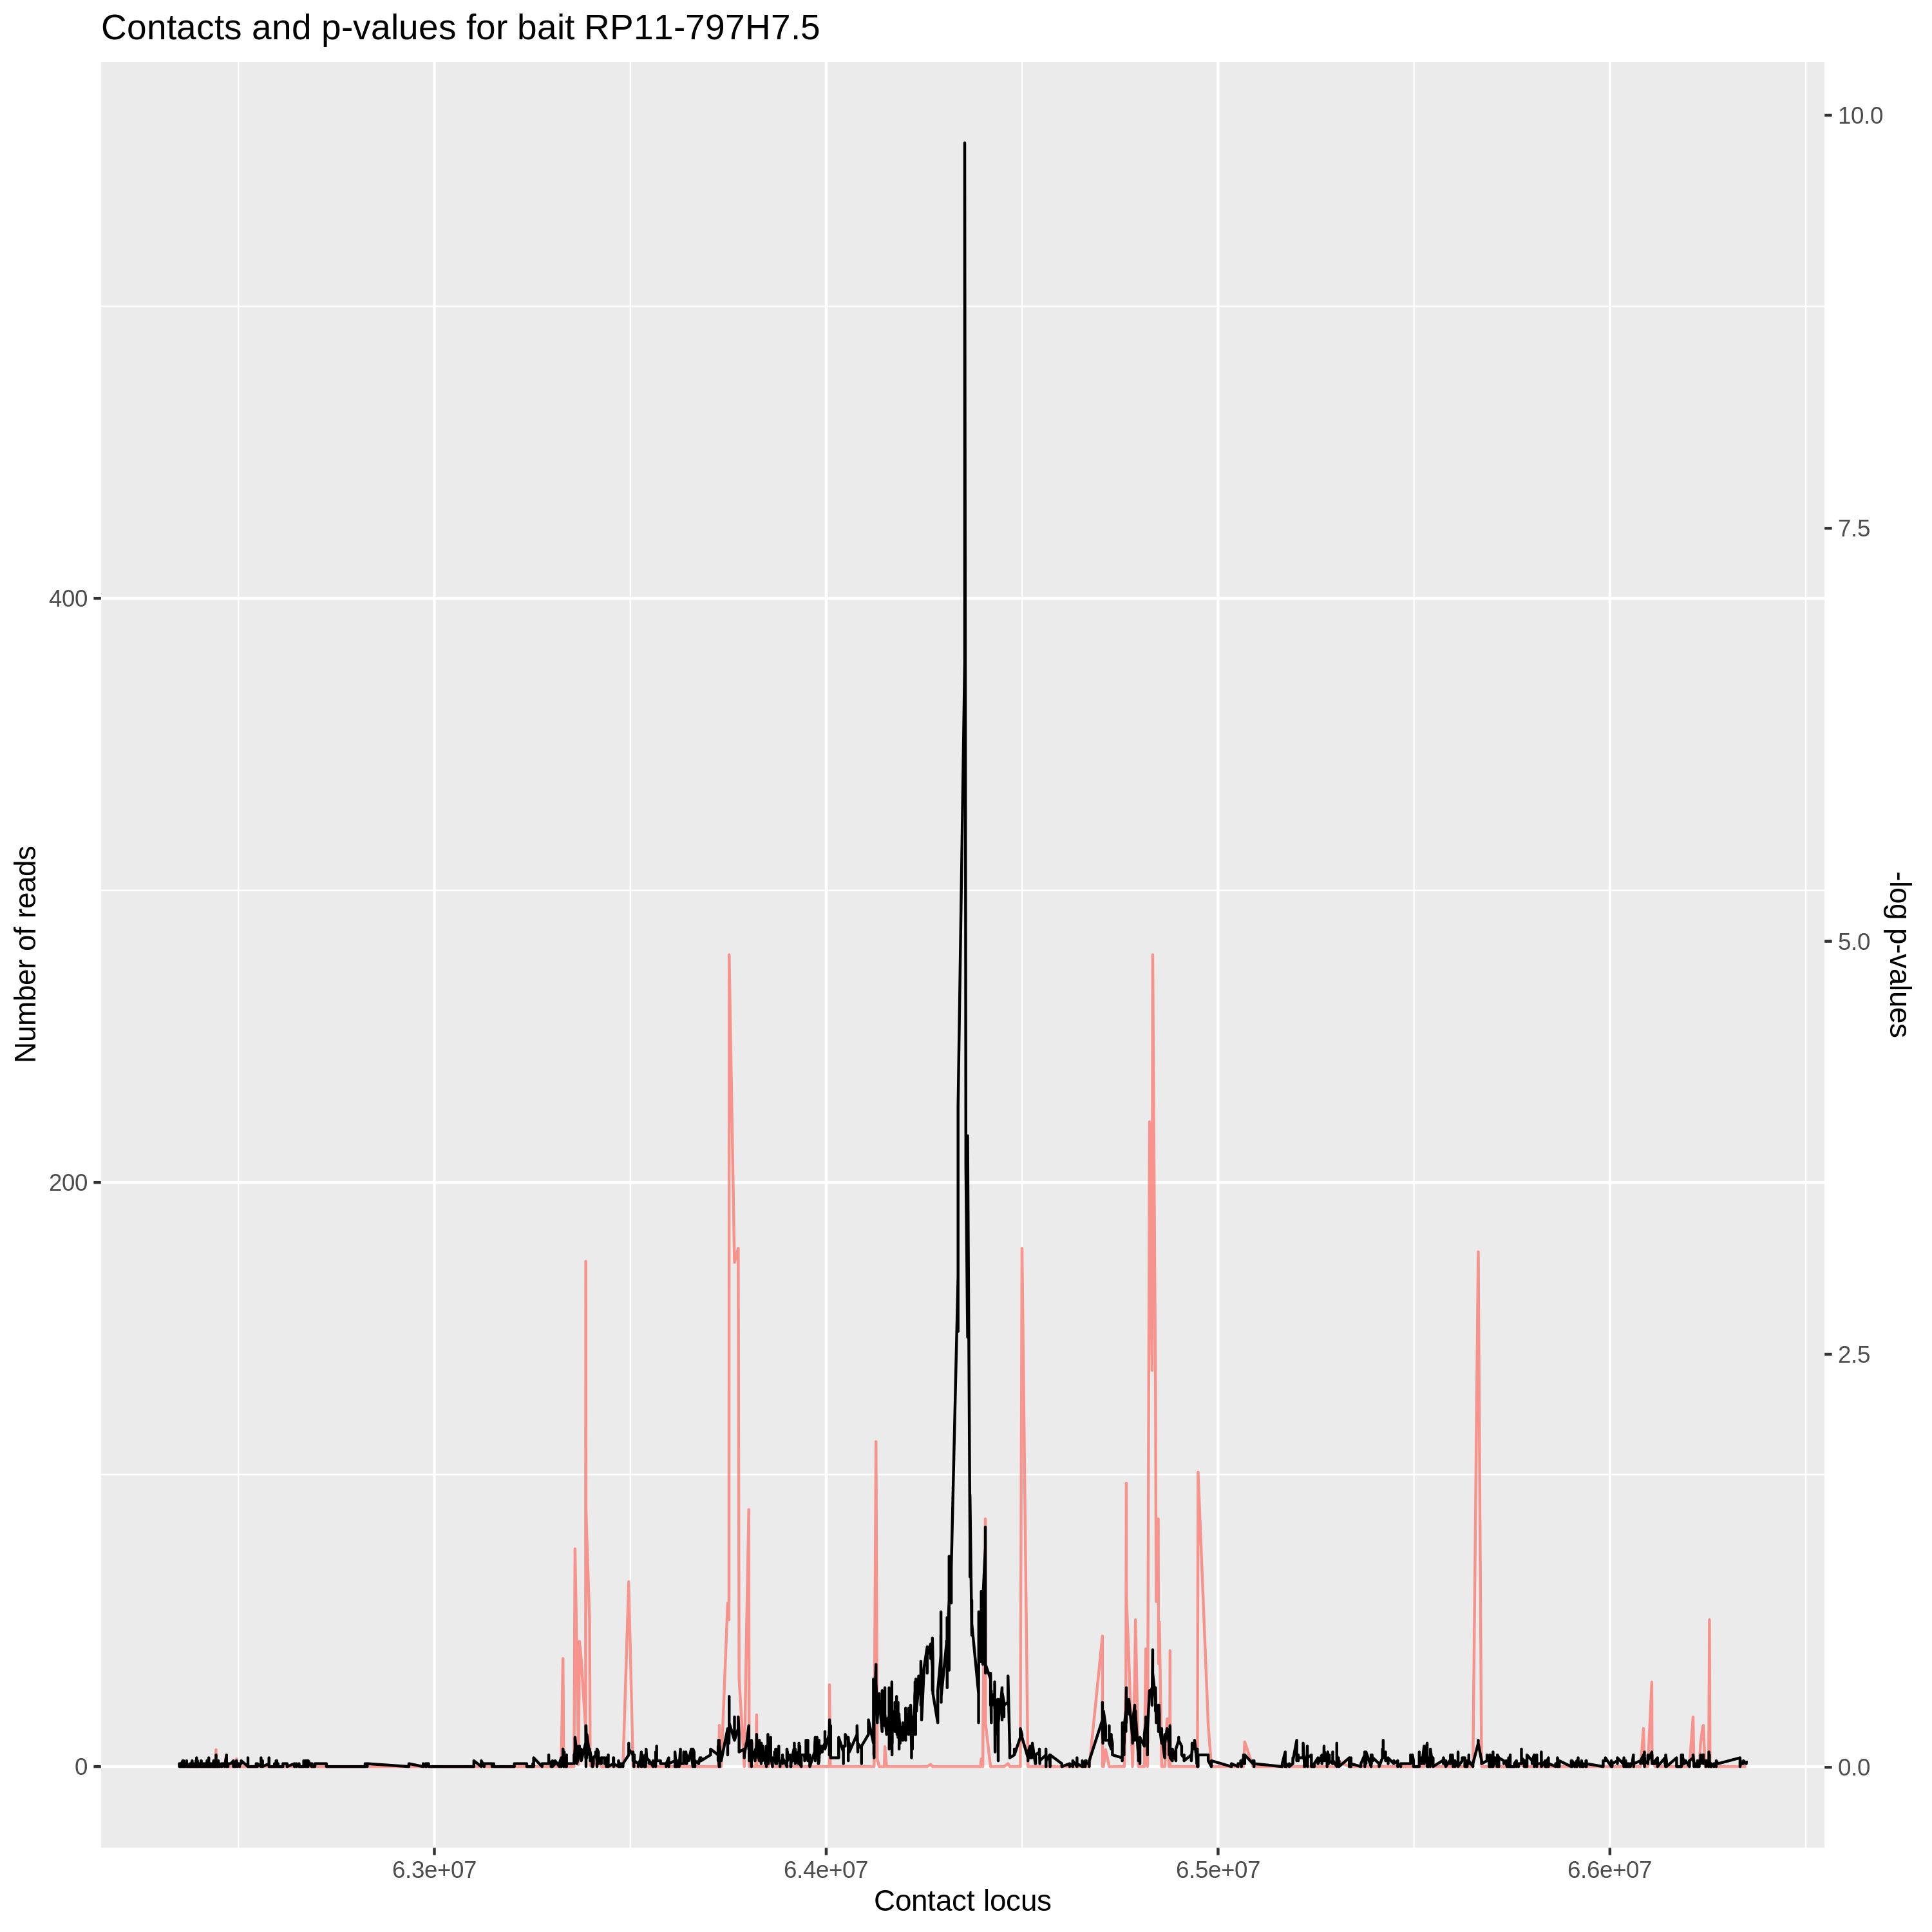 Contacts and p-values for bait RP11-797H7.5
10.0
7.5
400
Number of reads
-log p-values
5.0
200
2.5
0
0.0
6.3e+07 6.4e+07 6.5e+07 6.6e+07
Contact locus